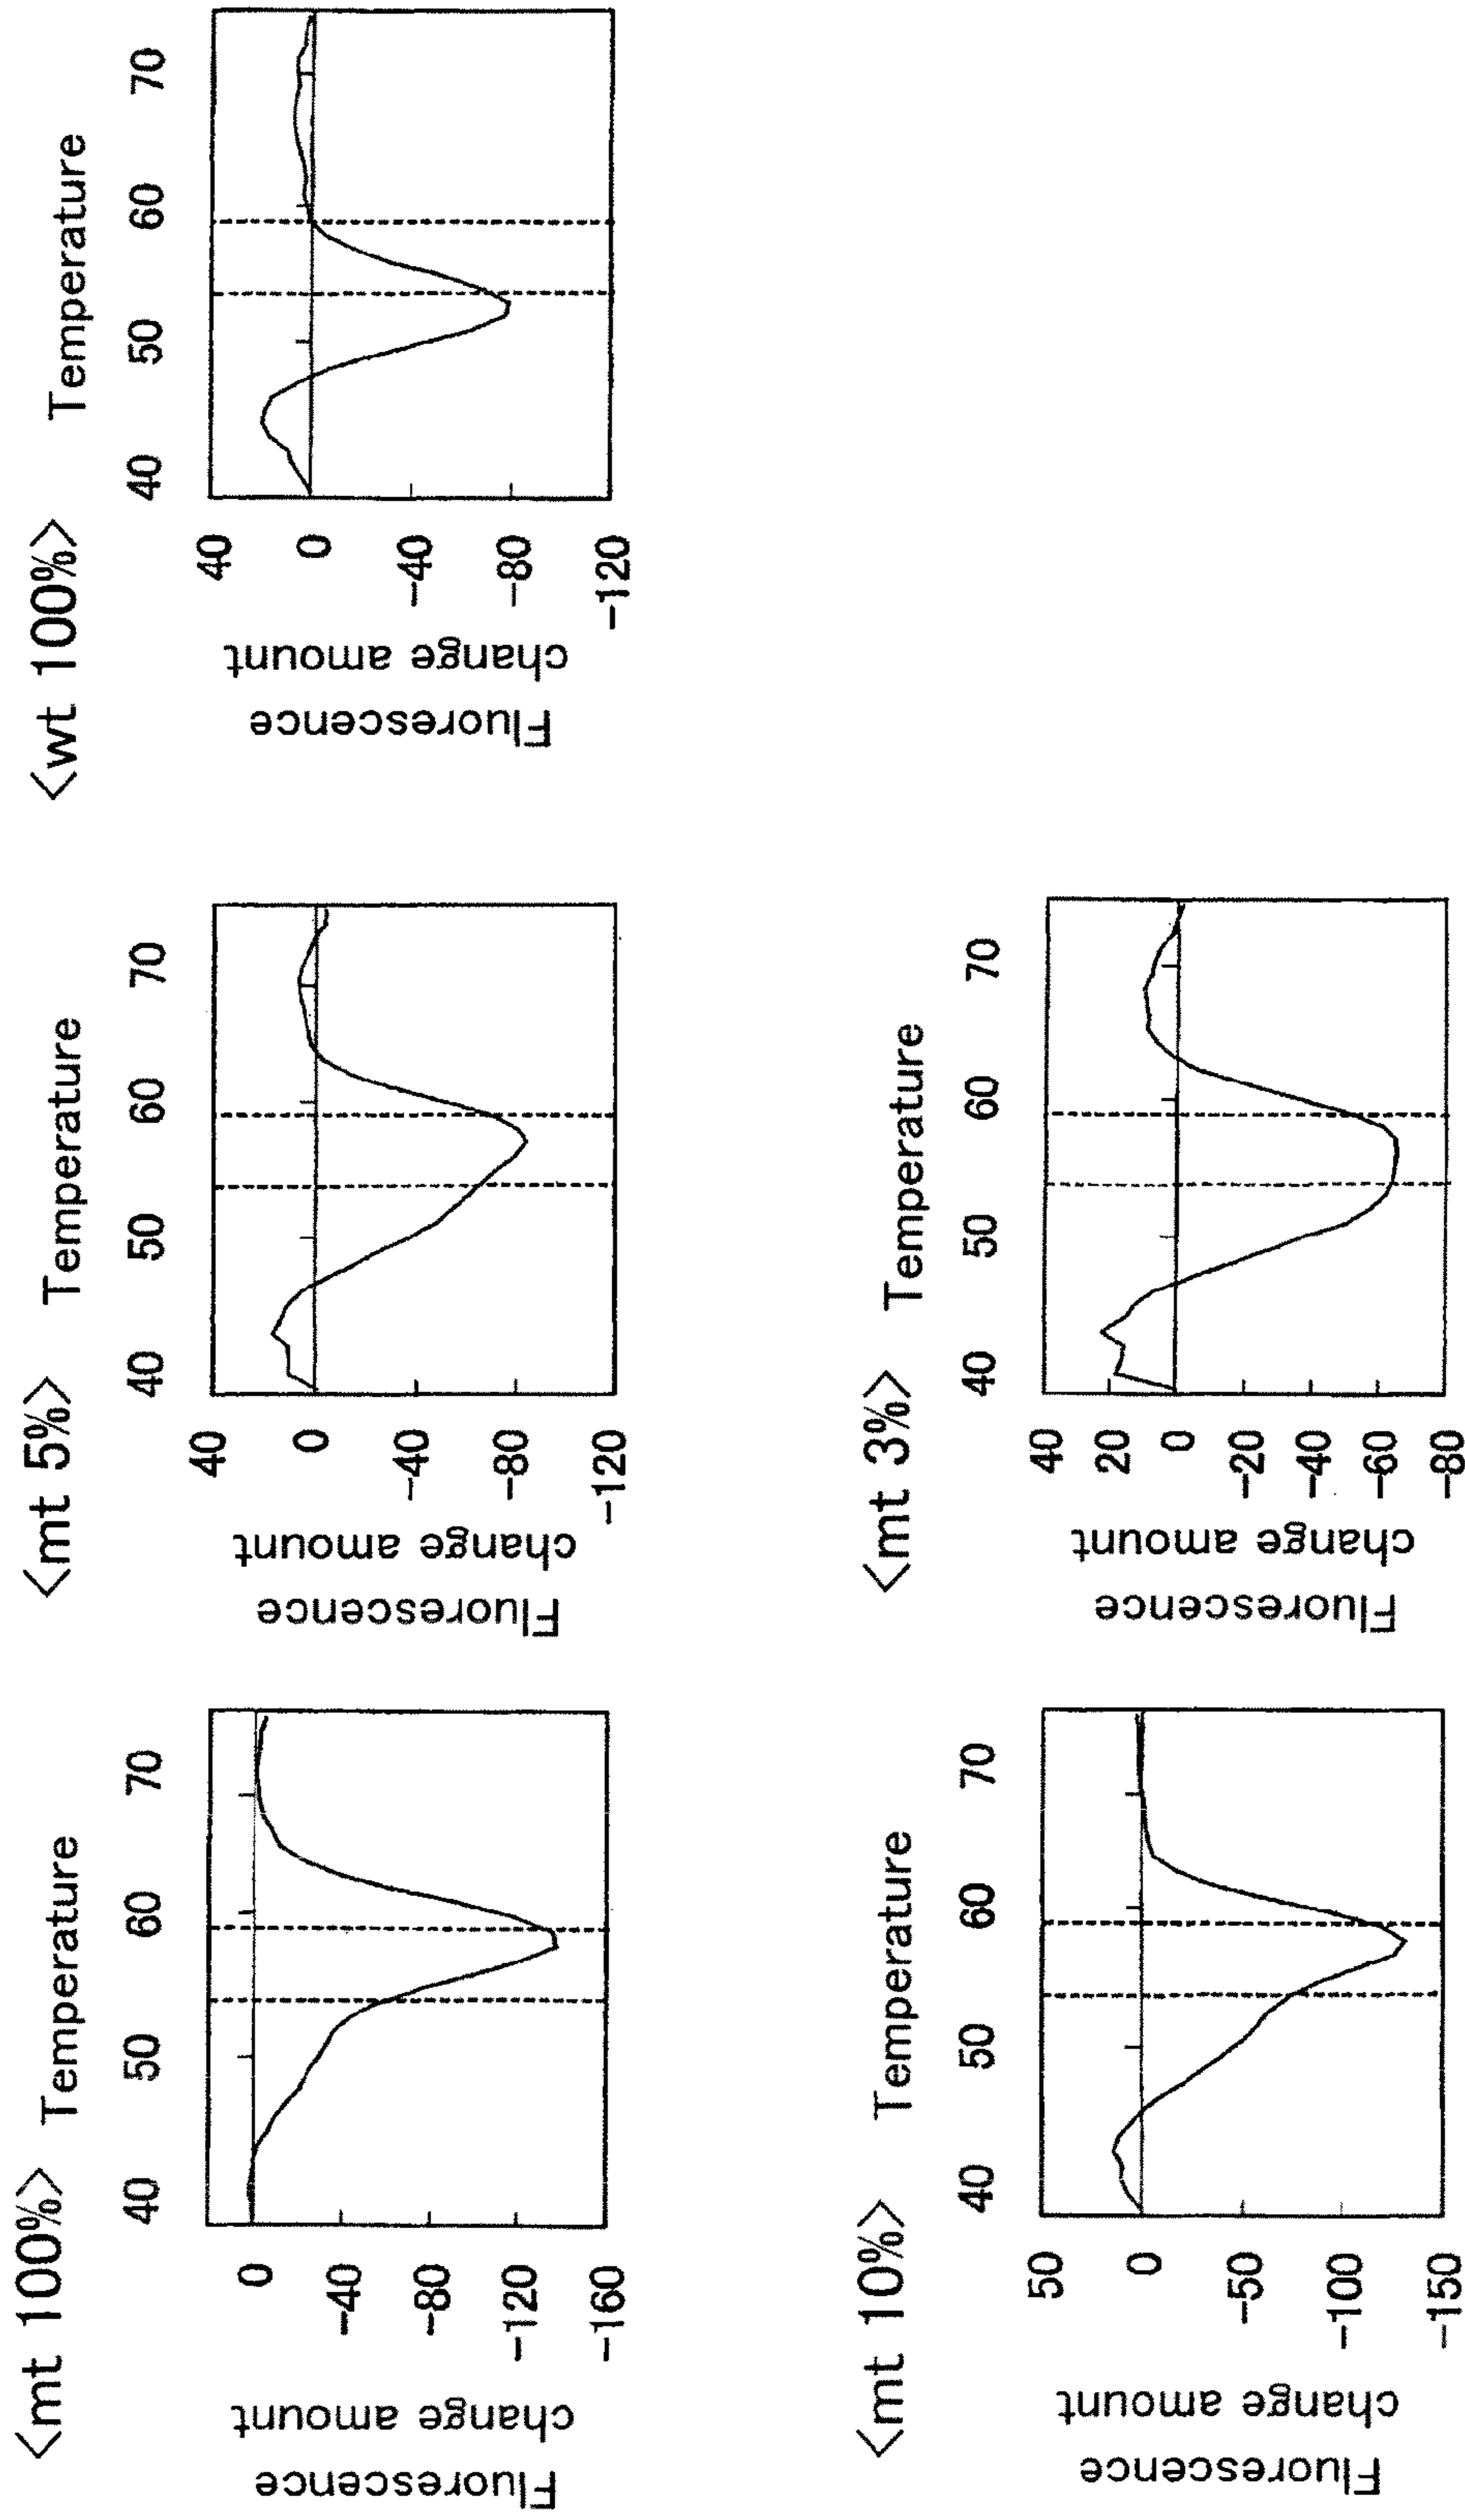 <mt 100%>
Temperature
40 50 60 70
0
-40
-80
-120
-160
Fluorescence
change amount
<mt 5%>
Temperature
40 50 60 70
40
0
-40
-80
-120
Fluorescence
change amount
<wt 100%>
Temperature
40 50 60 70
40
0
-40
-80
-120
Fluorescence
change amount
<mt 10%>
Temperature
40 50 60 70
50
0
-50
-100
-150
Fluorescence
change amount
<mt 3%>
Temperature
40 50 60 70
40
20
0
-20
-40
-60
-80
Fluorescence
change amount